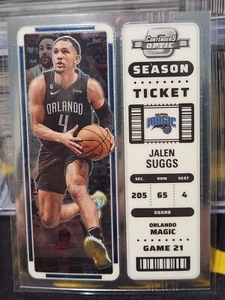 CONTENDERS
OPTIC
SEASON
TICKET
MAGIC
JALEN
SUGGS
SEC. ROW SEAT
205 65 4
GUARD
ORLANDO
MAGIC
GAME 21
ORLANDO
4